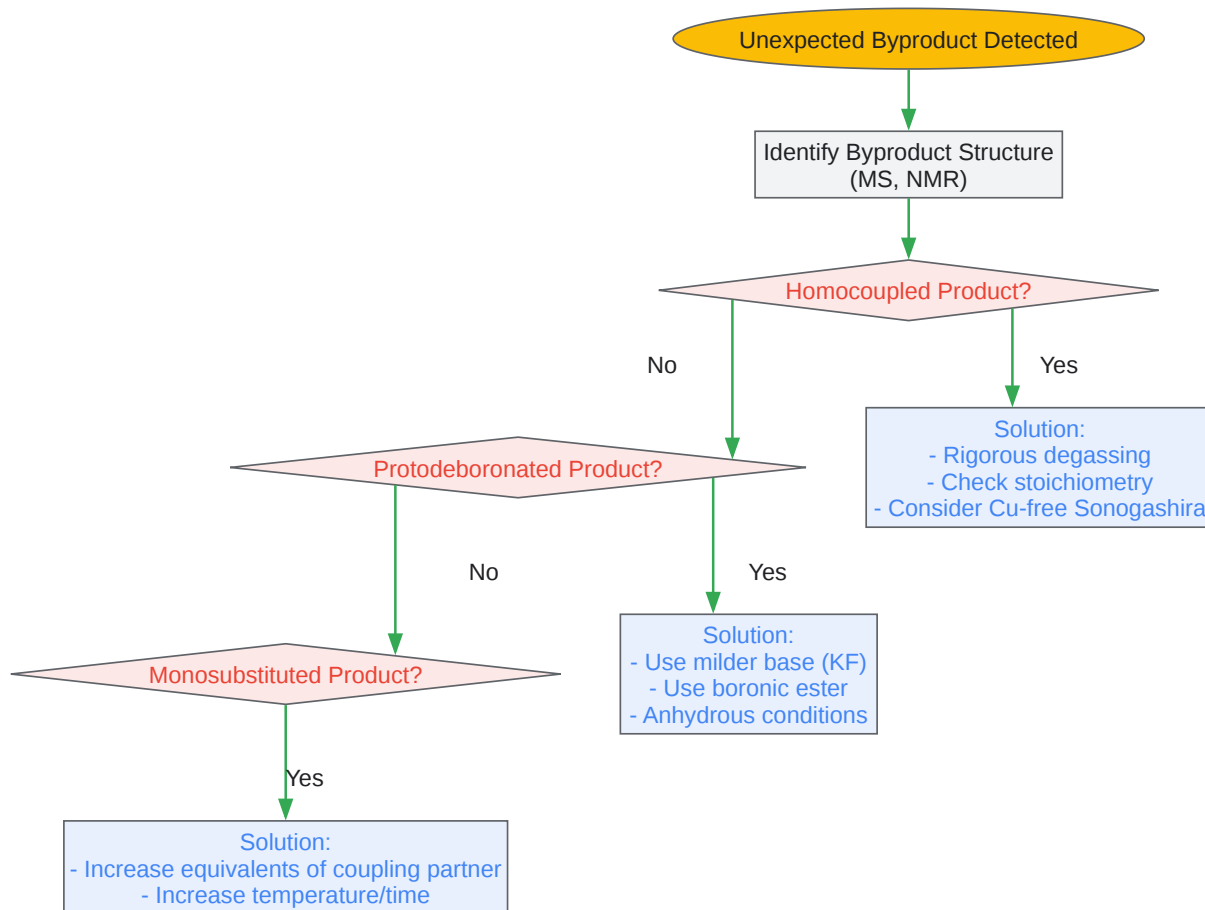 Unexpected Byproduct Detected
Identify Byproduct Structure
(MS, NMR)
Homocoupled Product?
No
Yes
Solution:
- Rigorous degassing
- Check stoichiometry
- Consider Cu-free Sonogashira
Protodeboronated Product?
No
Yes
Solution:
- Use milder base (KF)
- Use boronic ester
- Anhydrous conditions
Monosubstituted Product?
Yes
Solution:
- Increase equivalents of coupling partner
- Increase temperature/time